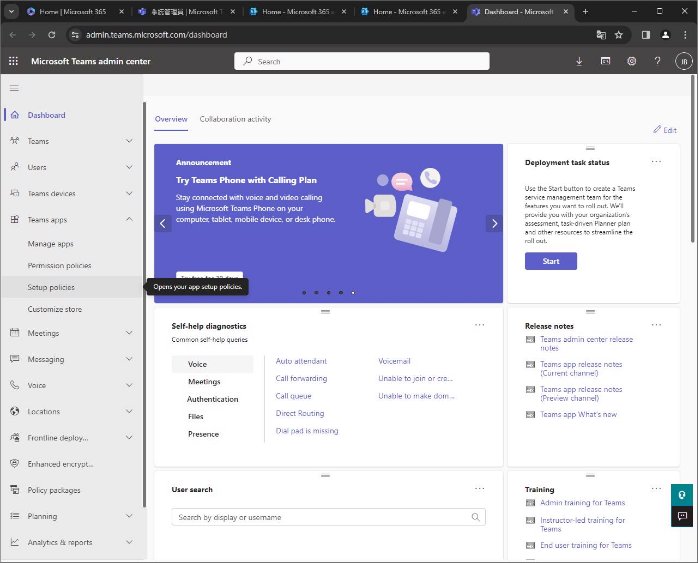 Home | Microsoft 365
Home - Microsoft 365
Home - Microsoft 365
Dashboard - Microsoft
admin.teams.microsoft.com/dashboard
Microsoft Teams admin center
Search
JB
Dashboard
Teams
Users
Teams devices
Teams apps
Manage apps
Permission policies
Setup policies
Opens your app setup policies.
Customize store
Meetings
Messaging
Voice
Locations
Frontline deploy...
Enhanced encrypt...
Policy packages
Planning
Analytics & reports
Overview
Collaboration activity
Edit
Announcement
Try Teams Phone with Calling Plan
Stay connected with voice and video calling
using Microsoft Teams Phone on your
computer, tablet, mobile device, or desk phone.
Deployment task status
Use the Start button to create a Teams
service management team for the
features you want to roll out. We'll
provide you with your organization's
assessment, task-driven Planner plan
and other resources to streamline the
roll out.
Start
Self-help diagnostics
Common self-help queries
Voice
Meetings
Authentication
Files
Presence
Auto attendant
Call forwarding
Call queue
Direct Routing
Dial pad is missing
Voicemail
Unable to join or cre...
Unable to make dom...
Release notes
Teams admin center release
notes
Teams app release notes
(Current channel)
Teams app release notes
(Preview channel)
Teams app What's new
User search
Search by display or username
Training
Admin training for Teams
Instructor-led training for
Teams
End user training for Teams